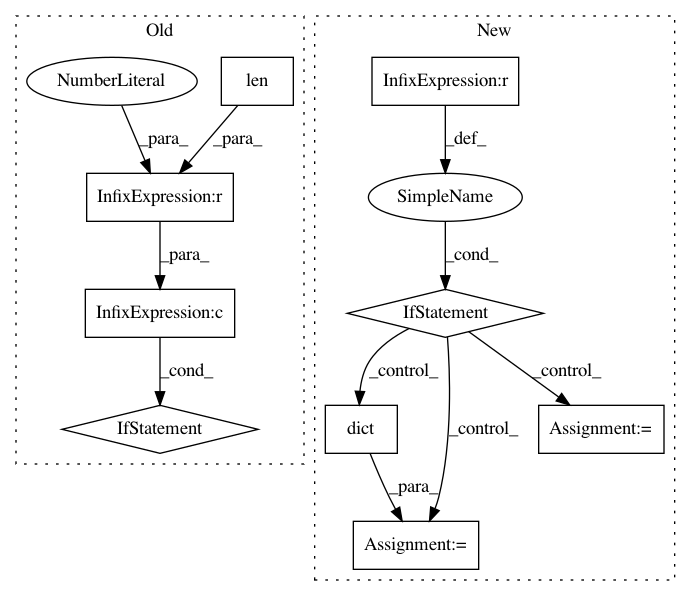 Old
New
NumberLiteral
len
InfixExpression:r
_para_
_para_
_def_
InfixExpression:r
SimpleName
_para_
_cond_
InfixExpression:c
IfStatement
_cond_
_control_
_control_
_control_
IfStatement
dict
Assignment:=
_para_
Assignment:=